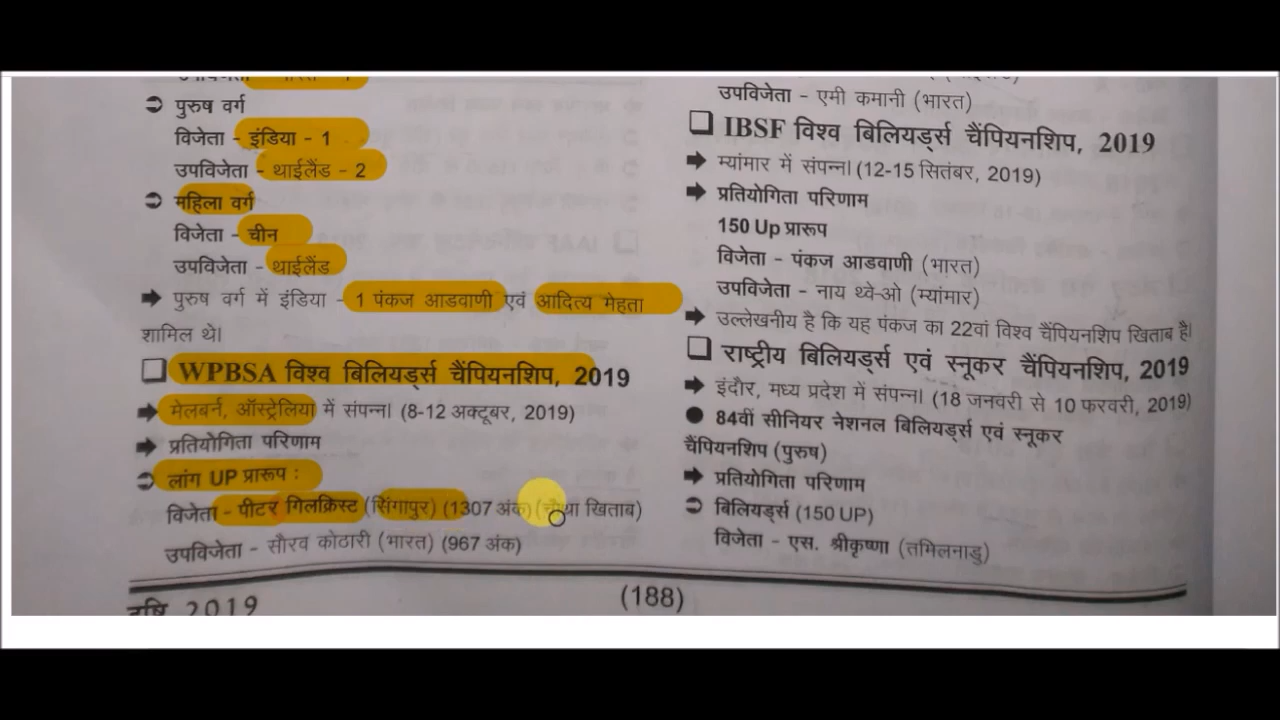 उपविजेता - भारत - 1
पुरुष वर्ग
विजेता - इंडिया - 1
उपविजेता - थाईलैंड - 2
महिला वर्ग
विजेता - चीन
उपविजेता - थाईलैंड
पुरुष वर्ग में इंडिया - 1 पंकज आडवाणी एवं आदित्य मेहता
शामिल थे।
WPBSA विश्व बिलियर्ड्स चैंपियनशिप, 2019
मेलबर्न, ऑस्ट्रेलिया में संपन्न। (8-12 अक्टूबर, 2019)
प्रतियोगिता परिणाम
लांग UP प्रारूप :
विजेता - पीटर गिलक्रिस्ट (सिंगापुर) (1307 अंक) (चौथा खिताब)
उपविजेता - सौरव कोठारी (भारत) (967 अंक)
उपविजेता - एमी कमानी (भारत)
IBSF विश्व बिलियर्ड्स चैंपियनशिप, 2019
म्यांमार में संपन्न। (12-15 सितंबर, 2019)
प्रतियोगिता परिणाम
150 Up प्रारूप
विजेता - पंकज आडवाणी (भारत)
उपविजेता - नाय थ्वे-ओ (म्यांमार)
उल्लेखनीय है कि यह पंकज का 22वां विश्व चैंपियनशिप खिताब है।
राष्ट्रीय बिलियर्ड्स एवं स्नूकर चैंपियनशिप, 2019
इंदौर, मध्य प्रदेश में संपन्न। (18 जनवरी से 10 फरवरी, 2019)
84वीं सीनियर नेशनल बिलियर्ड्स एवं स्नूकर
चैंपियनशिप (पुरुष)
प्रतियोगिता परिणाम
बिलियर्ड्स (150 UP)
विजेता - एस. श्रीकृष्णा (तमिलनाडु)
(188)
2019